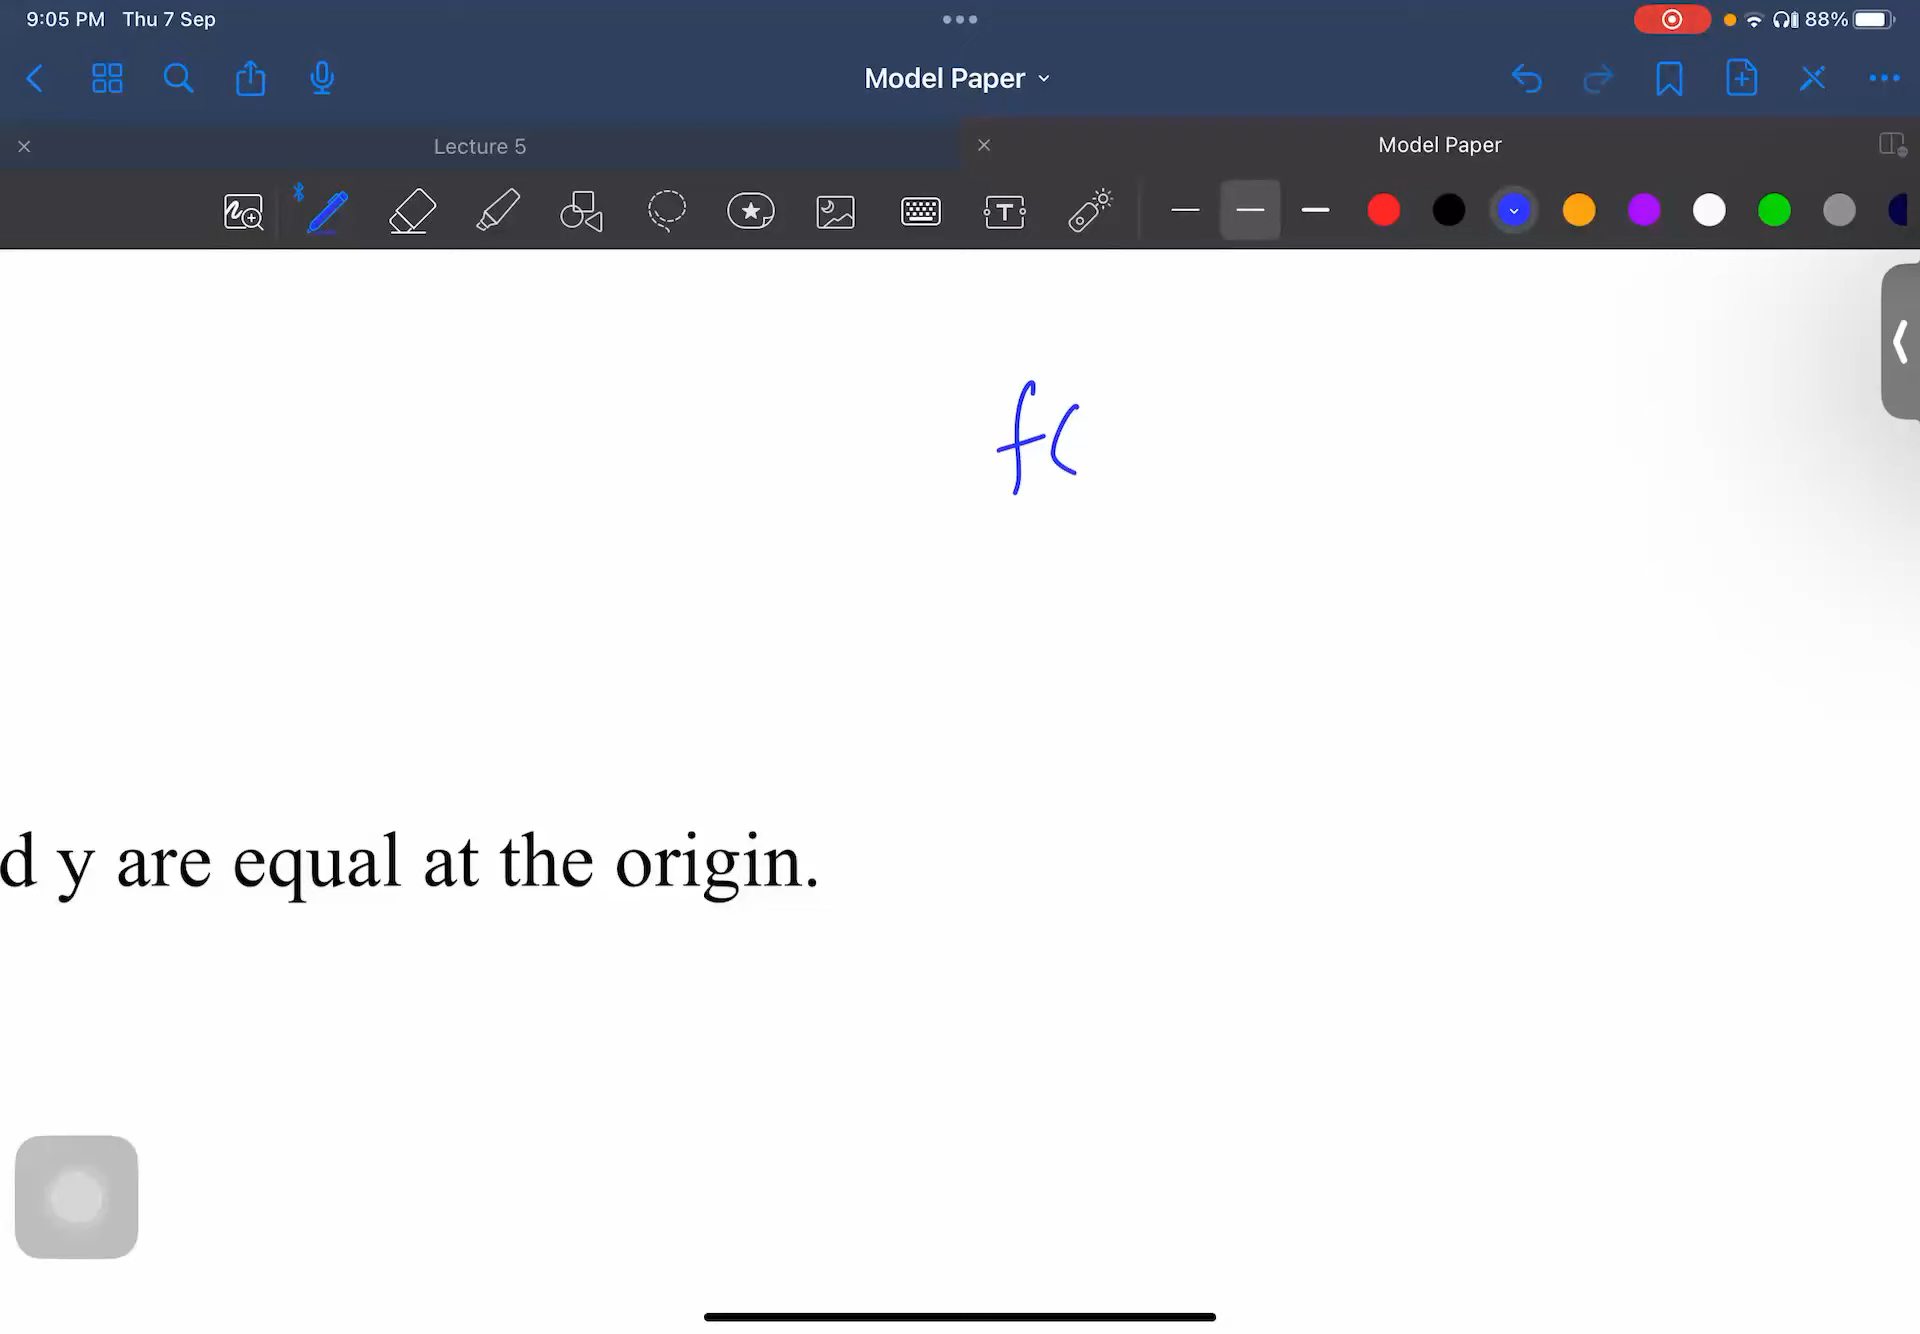 9:05 PM Thu 7 Sep 88%
Model Paper
Lecture 5 Model Paper
T
f(
d y are equal at the origin.